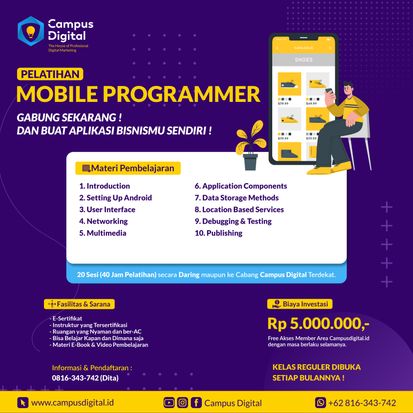 Campus
Digital
The House of Professional
Digital Marketing
PELATIHAN
MOBILE PROGRAMMER
GABUNG SEKARANG !
DAN BUAT APLIKASI BISNISMU SENDIRI !
SHOES
Materi Pembelajaran
1. Introduction
2. Setting Up Android
3. User Interface
4. Networking
5. Multimedia
6. Application Components
7. Data Storage Methods
8. Location Based Services
9. Debugging & Testing
10. Publishing
20 Sesi (40 Jam Pelatihan) secara Daring maupun ke Cabang Campus Digital Terdekat.
Fasilitas & Sarana
- E-Sertifikat
- Instruktur yang Tersertifikasi
- Ruangan yang Nyaman dan ber-AC
- Bisa Belajar Kapan dan Dimana saja
- Materi E-Book & Video Pembelajaran
Informasi & Pendaftaran :
0816-343-742 (Dita)
Biaya Investasi
Rp 5.000.000,-
Free Akses Member Area Campusdigital.id
dengan masa berlaku selamanya.
KELAS REGULER DIBUKA
SETIAP BULANNYA !
www.campusdigital.id
Campus Digital
+62 816-343-742